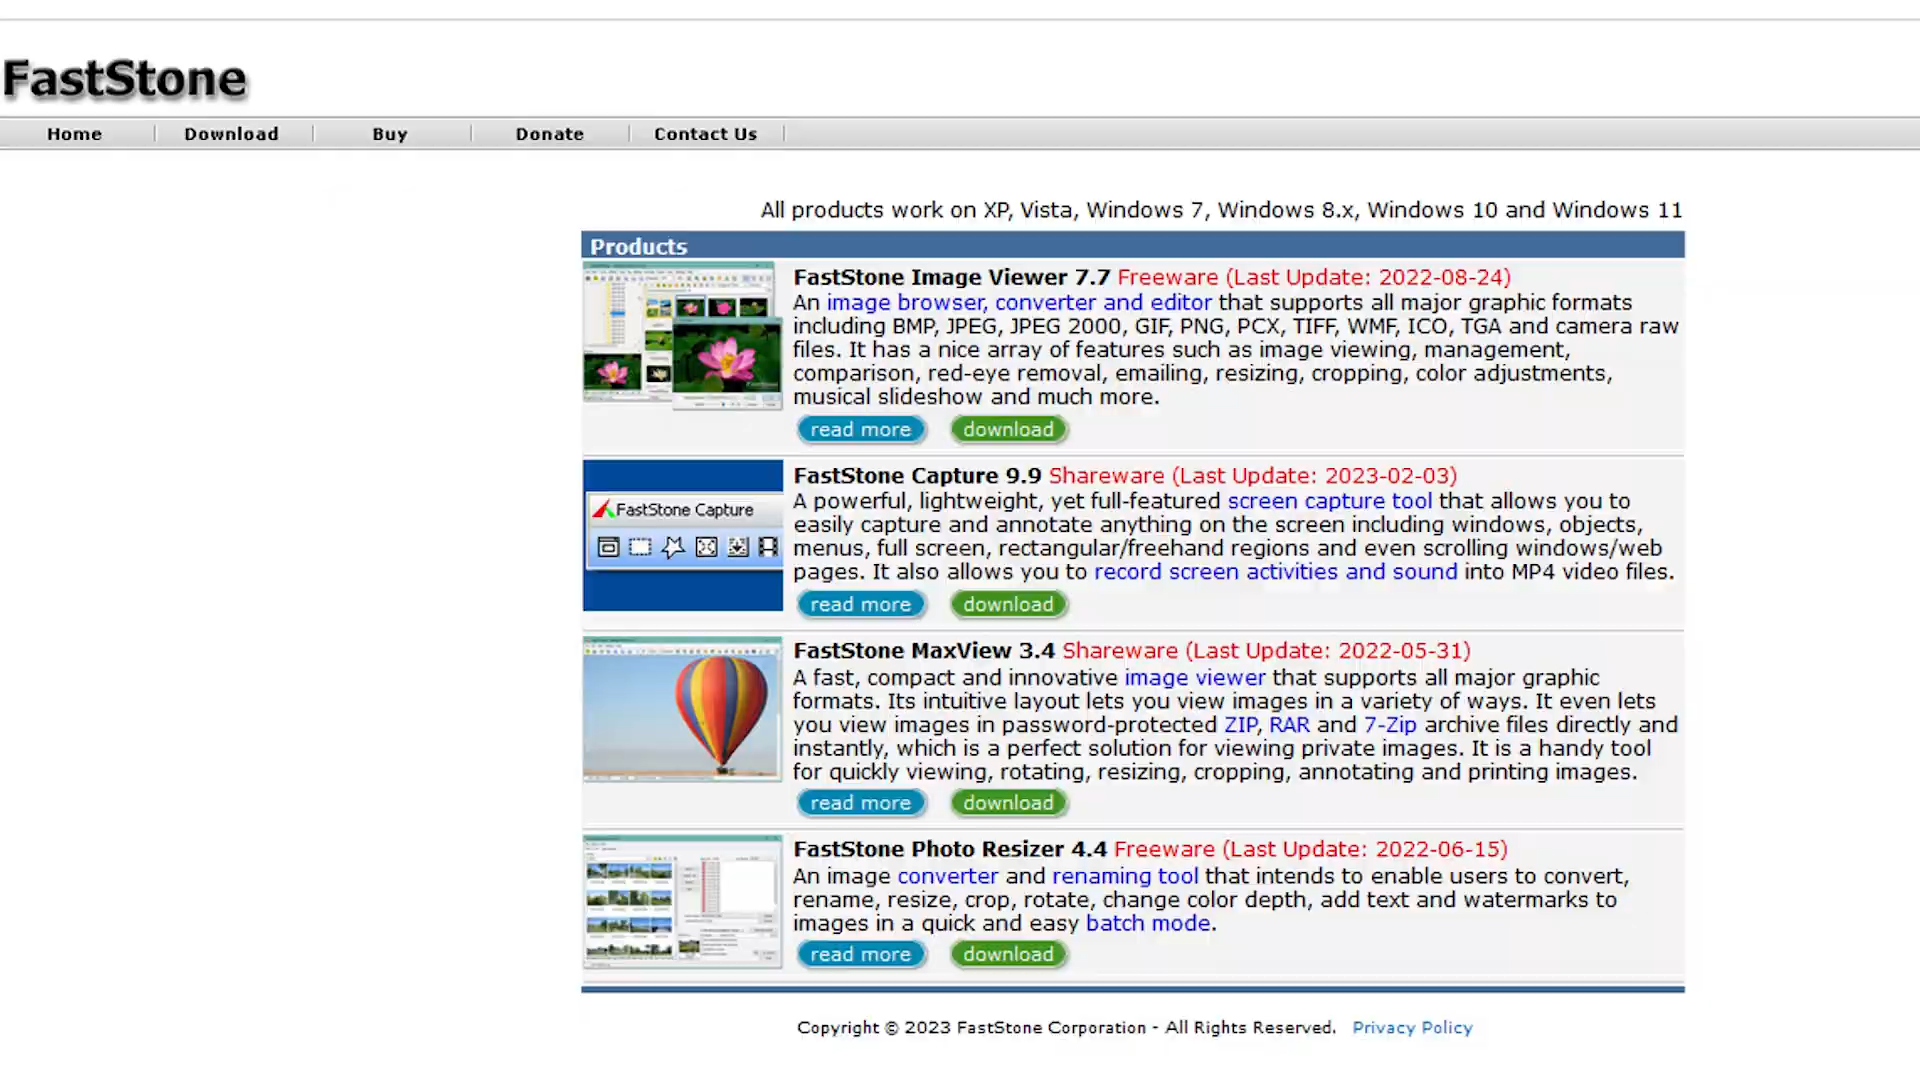 FastStone
Home Download Buy Donate Contact Us
All products work on XP, Vista, Windows 7, Windows 8.x, Windows 10 and Windows 11
Products
FastStone Image Viewer 7.7 Freeware (Last Update: 2022-08-24)
An image browser, converter and editor that supports all major graphic formats
including BMP, JPEG, JPEG 2000, GIF, PNG, PCX, TIFF, WMF, ICO, TGA and camera raw
files. It has a nice array of features such as image viewing, management,
comparison, red-eye removal, emailing, resizing, cropping, color adjustments,
musical slideshow and much more.
read more download
FastStone Capture
FastStone Capture 9.9 Shareware (Last Update: 2023-02-03)
A powerful, lightweight, yet full-featured screen capture tool that allows you to
easily capture and annotate anything on the screen including windows, objects,
menus, full screen, rectangular/freehand regions and even scrolling windows/web
pages. It also allows you to record screen activities and sound into MP4 video files.
read more download
FastStone MaxView 3.4 Shareware (Last Update: 2022-05-31)
A fast, compact and innovative image viewer that supports all major graphic
formats. Its intuitive layout lets you view images in a variety of ways. It even lets
you view images in password-protected ZIP, RAR and 7-Zip archive files directly and
instantly, which is a perfect solution for viewing private images. It is a handy tool
for quickly viewing, rotating, resizing, cropping, annotating and printing images.
read more download
FastStone Photo Resizer 4.4 Freeware (Last Update: 2022-06-15)
An image converter and renaming tool that intends to enable users to convert,
rename, resize, crop, rotate, change color depth, add text and watermarks to
images in a quick and easy batch mode.
read more download
Copyright © 2023 FastStone Corporation - All Rights Reserved. Privacy Policy